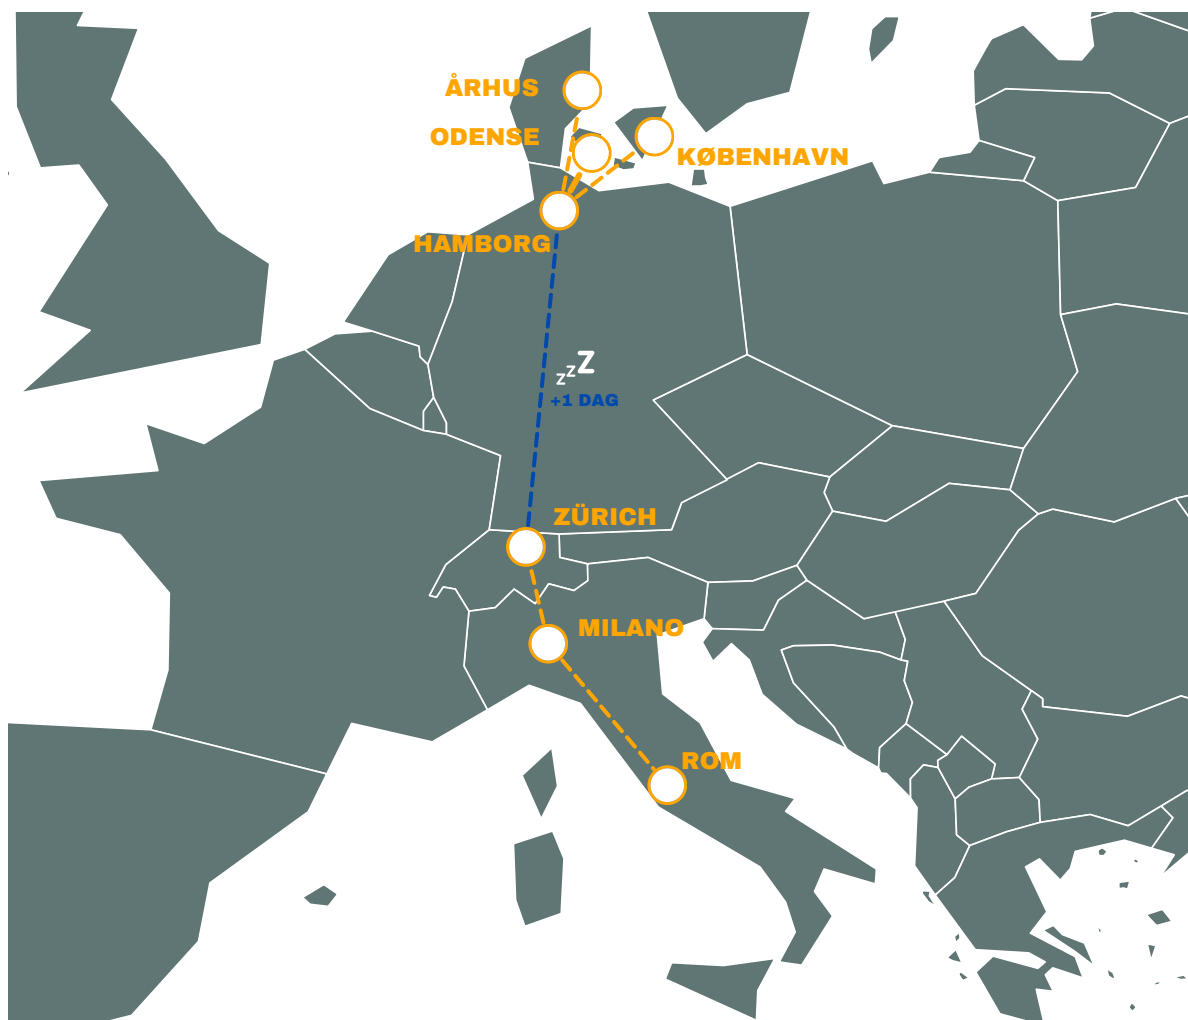 ÅRHUS
ODENSE
KØBENHAVN
HAMBORG
zzZ
+1 DAG
ZÜRICH
MILANO
ROM